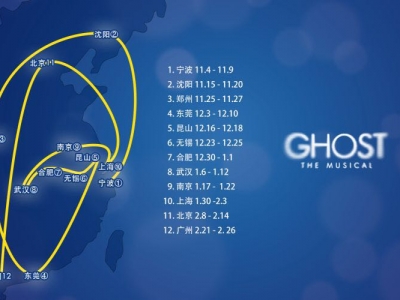 沈阳②
北京11
3
南京⑨
昆山⑤
上海⑩
合肥⑦
无锡⑥
宁波①
武汉⑧
12
东莞④
1. 宁波 11.4 - 11.9
2. 沈阳 11.15 - 11.20
3. 郑州 11.25 - 11.27
4. 东莞 12.3 - 12.10
5. 昆山 12.16 - 12.18
6. 无锡 12.23 - 12.25
7. 合肥 12.30 - 1.1
8. 武汉 1.6 - 1.12
9. 南京 1.17 - 1.22
10. 上海 1.30 -2.3
11. 北京 2.8 - 2.14
12. 广州 2.21 - 2. 26
GHOST
THE MUSICAL